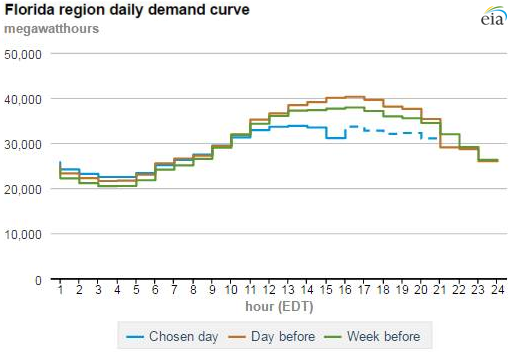 Florida region daily demand curve
megawatthours
eia
50,000
40,000
30,000
20,000
10,000
0
1 2 3 4 5 6 7 8 9 10 11 12 13 14 15 16 17 18 19 20 21 22 23 24
hour (EDT)
Chosen day Day before Week before